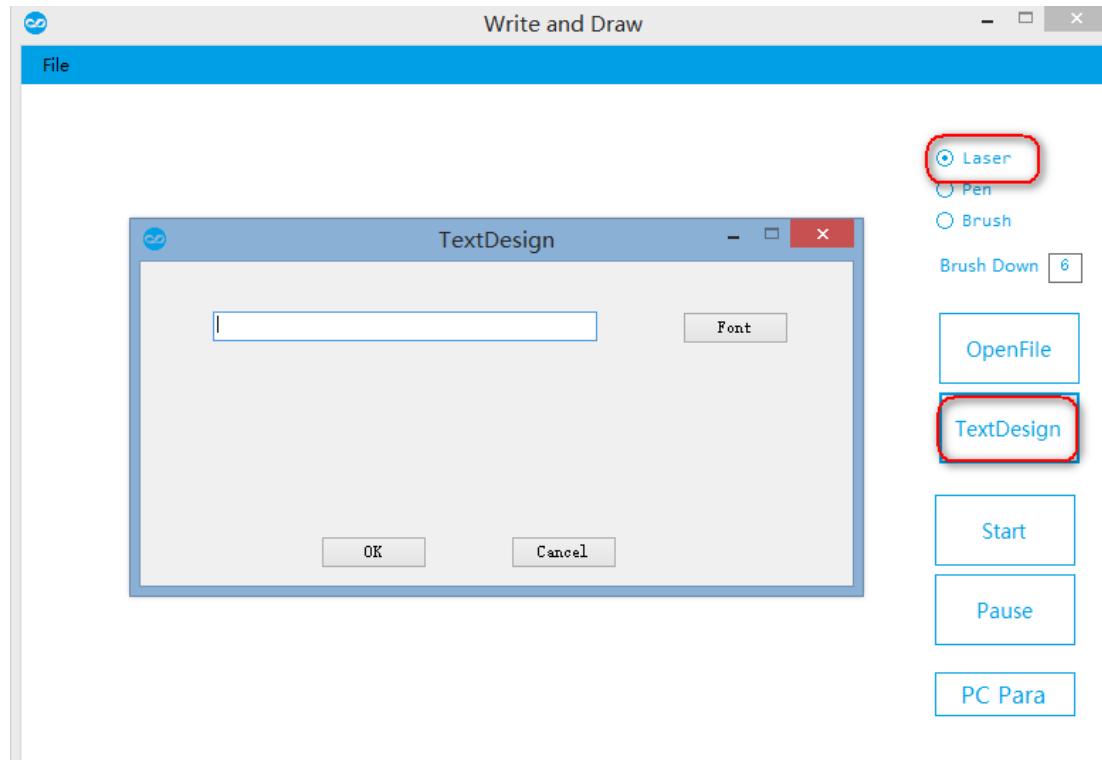 Write and Draw
File
Laser
Pen
Brush
Brush Down 6
TextDesign
Font
OK
Cancel
OpenFile
TextDesign
Start
Pause
PC Para